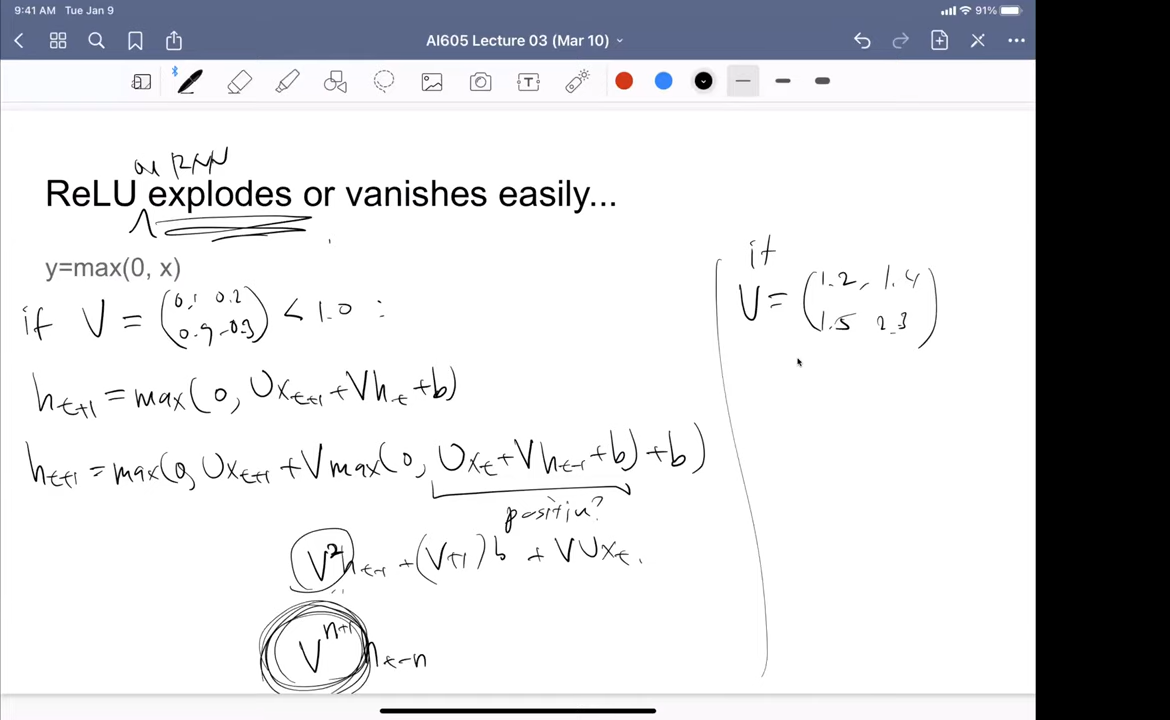 9:41 AM Tue Jan 9
91%
AI605 Lecture 03 (Mar 10)
on RNN
ReLU explodes or vanishes easily...
y=max(0, x)
if V = (0.1 0.2
0.9 -0.3) < 1.0 :
h_{t+1} = max(0, Ux_{t+1} + Vh_t + b)
h_{t+1} = max(0, Ux_{t+1} + V max(0, Ux_t + Vh_{t-1} + b) + b)
positive?
V²h_{t-1} + (V+1)b + VUx_t.
V^{n+1} h_{t-n}
if
V = (1.2, 1.4
1.5 2.3)